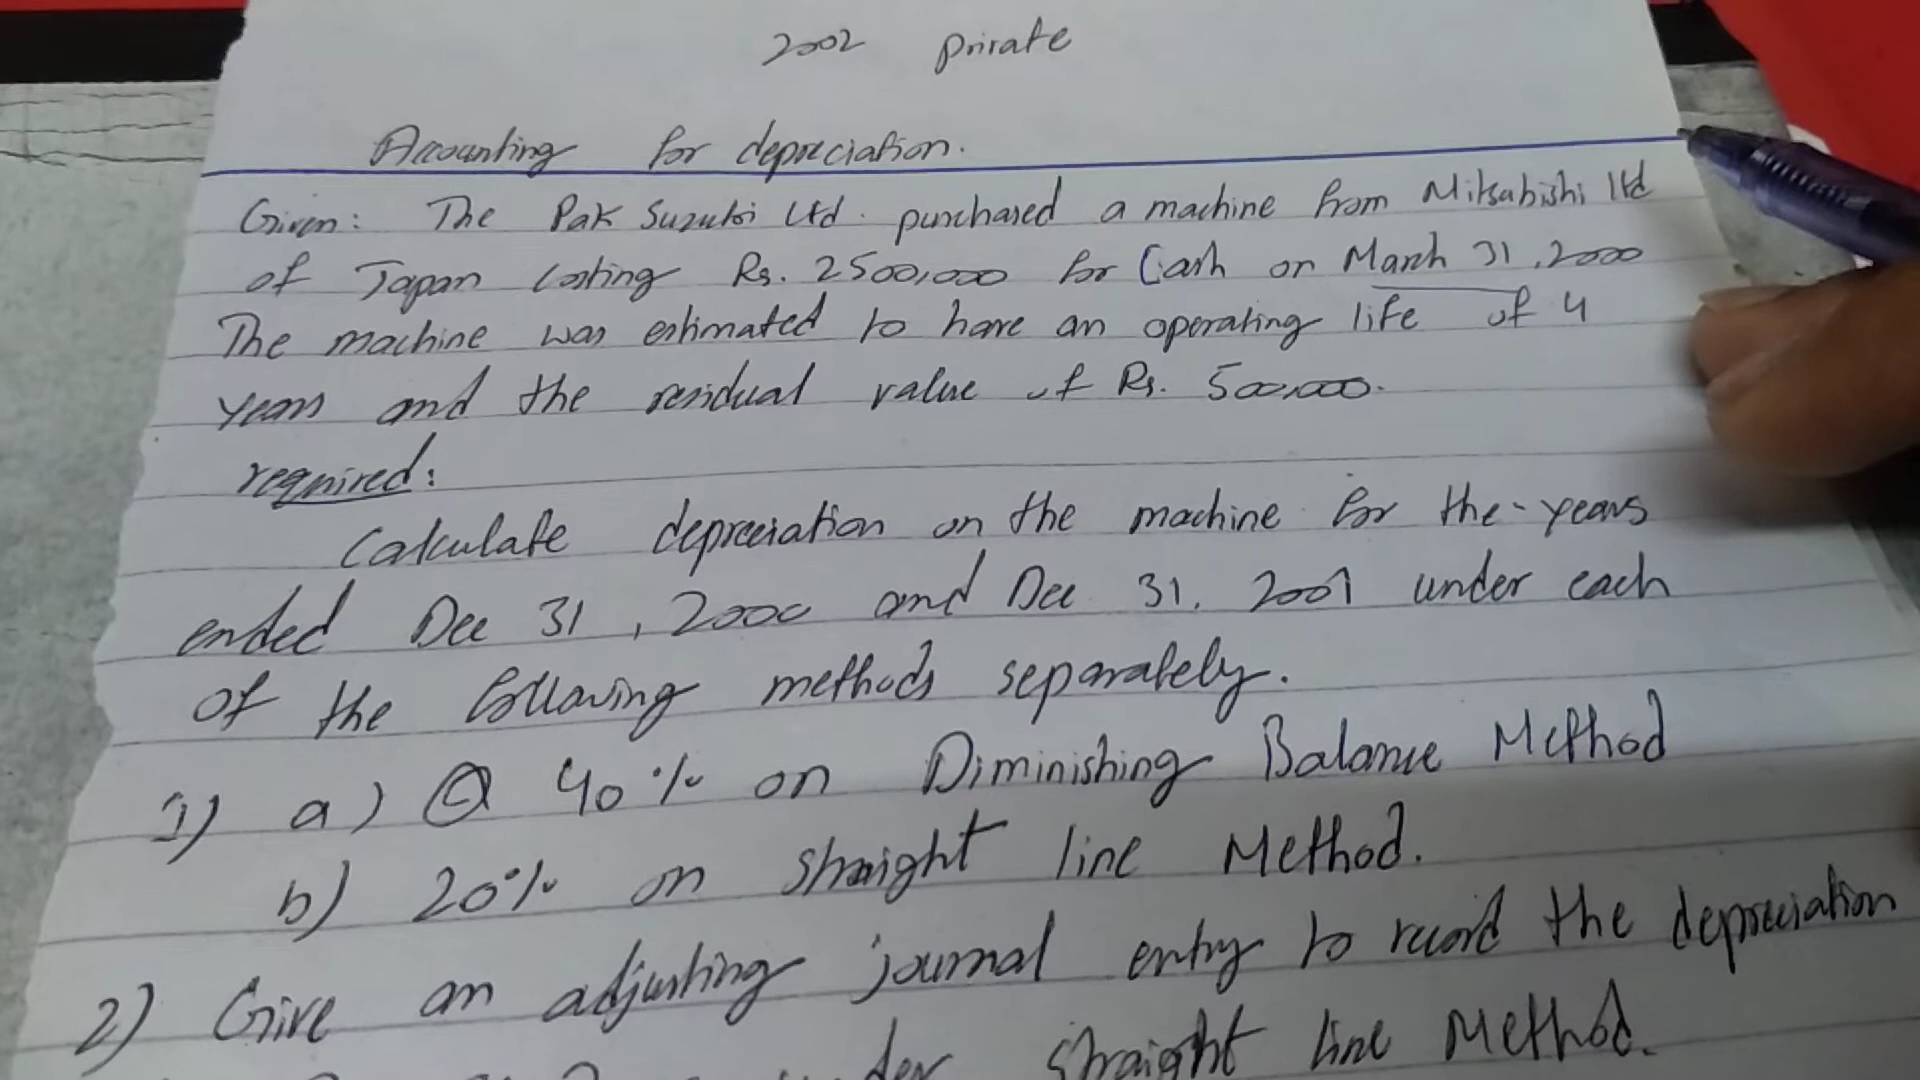 2002 private
Accounting for depreciation.
Given: The Pak Suzuki Ltd. purchased a machine from Mitsabishi ltd
of Japan Costing Rs. 2500,000 for Cash on March 31, 2000
The machine was estimated to have an operating life of 4
years and the residual value of Rs. 500,000.
required:
Calculate depreciation on the machine for the years
ended Dec 31, 2000 and Dec 31, 2001 under each
of the following methods separately.
1) a) @ 40% on Diminishing Balance Method
b) 20% on straight line Method.
2) Give an adjusting journal entry to record the depreciation
straight line Method.